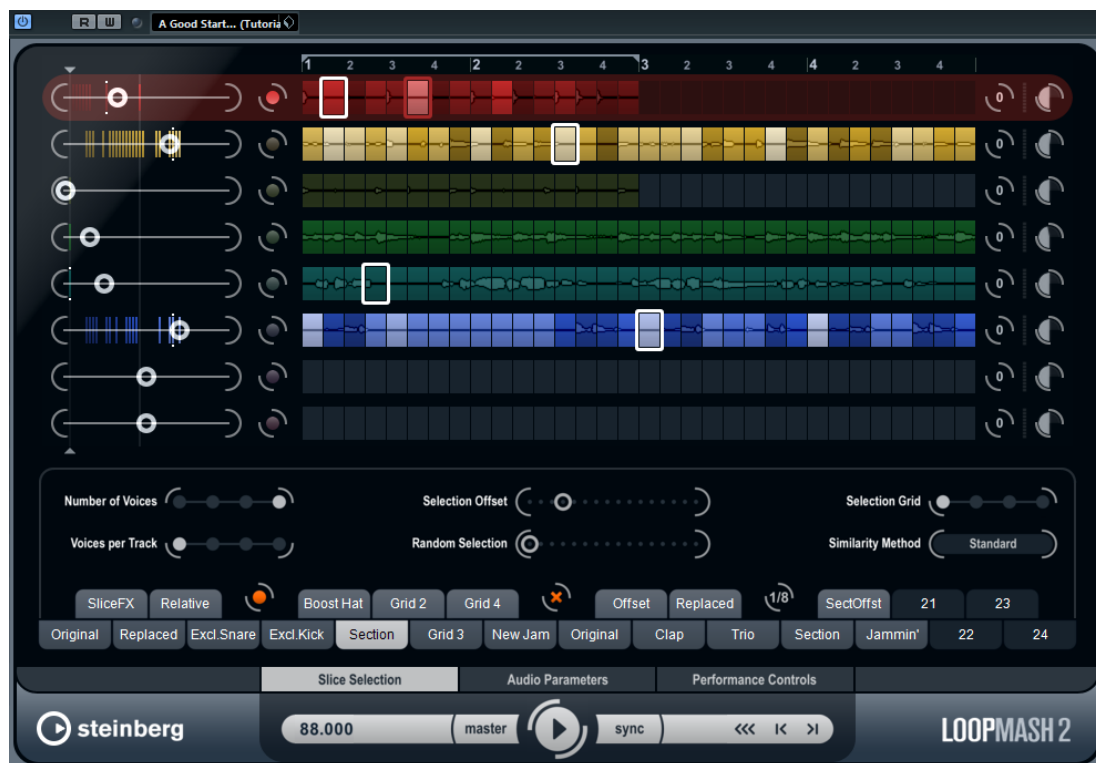 R W A Good Start... (Tutoria
1 2 3 4 2 2 3 4 3 2 3 4 4 2 3 4
0
0
0
0
0
0
0
0
Number of Voices Selection Offset Selection Grid
Voices per Track Random Selection Similarity Method Standard
SliceFX Relative Boost Hat Grid 2 Grid 4 Offset Replaced 1/8 SectOffst 21 23
Original Replaced Excl.Snare Excl.Kick Section Grid 3 New Jam Original Clap Trio Section Jammin' 22 24
Slice Selection Audio Parameters Performance Controls
steinberg 88.000 master sync LOOPMASH 2